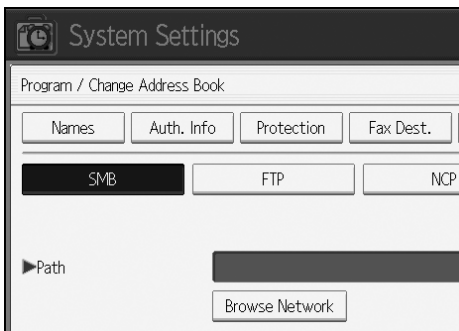 System Settings
Program / Change Address Book
Names Auth. Info Protection Fax Dest.
SMB FTP NCP
▶Path
Browse Network